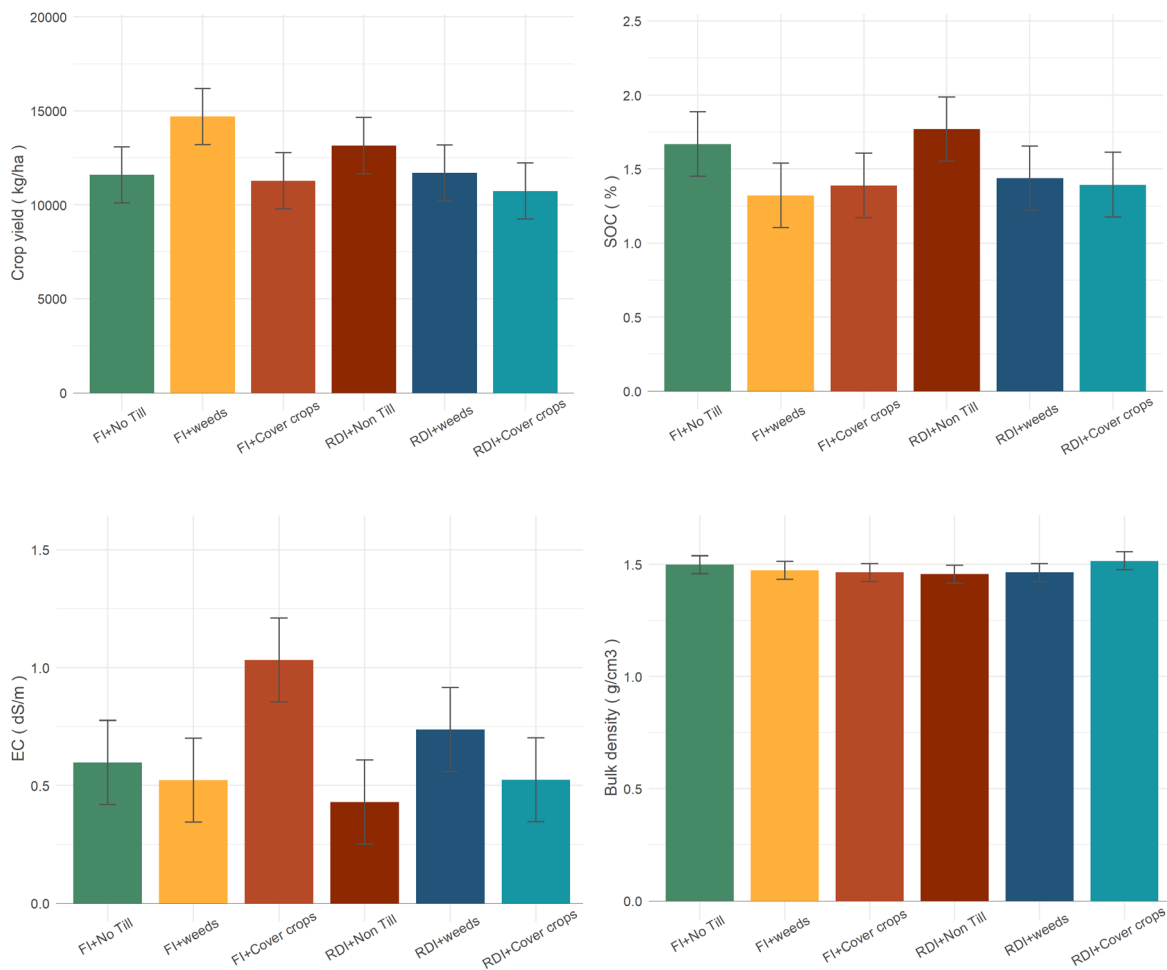 Crop yield ( kg/ha )
20000
15000
10000
5000
0
FI+No Till
FI+weeds
FI+Cover crops
RDI+Non Till
RDI+weeds
RDI+Cover crops
SOC ( % )
2.5
2.0
1.5
1.0
0.5
0.0
FI+No Till
FI+weeds
FI+Cover crops
RDI+Non Till
RDI+weeds
RDI+Cover crops
EC ( dS/m )
1.5
1.0
0.5
0.0
FI+No Till
FI+weeds
FI+Cover crops
RDI+Non Till
RDI+weeds
RDI+Cover crops
Bulk density ( g/cm3 )
1.5
1.0
0.5
0.0
FI+No Till
FI+weeds
FI+Cover crops
RDI+Non Till
RDI+weeds
RDI+Cover crops